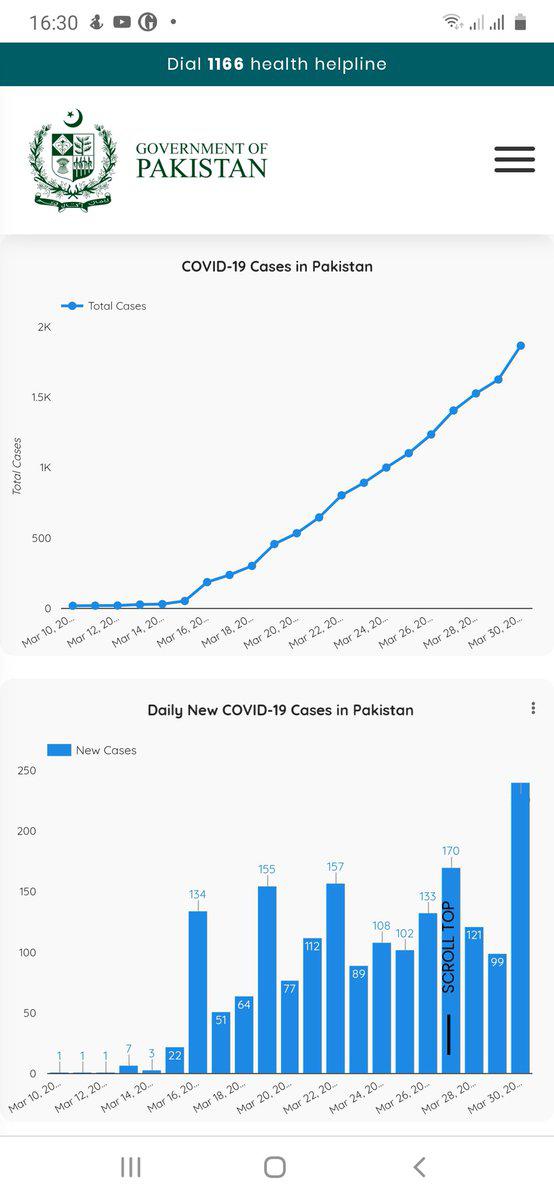 16:30
Dial 1166 health helpline
GOVERNMENT OF
PAKISTAN
COVID-19 Cases in Pakistan
Total Cases
2K
1.5K
1K
500
0
Total Cases
Mar 10, 20...
Mar 12, 20...
Mar 14, 20...
Mar 16, 20...
Mar 18, 20...
Mar 20, 20...
Mar 22, 20...
Mar 24, 20...
Mar 26, 20...
Mar 28, 20...
Mar 30, 20...
Daily New COVID-19 Cases in Pakistan
New Cases
250
200
150
100
50
0
1
1
1
7
3
22
134
51
64
155
77
112
157
89
108
102
133
170
121
99
SCROLL TOP
Mar 10, 20...
Mar 12, 20...
Mar 14, 20...
Mar 16, 20...
Mar 18, 20...
Mar 20, 20...
Mar 22, 20...
Mar 24, 20...
Mar 26, 20...
Mar 28, 20...
Mar 30, 20...